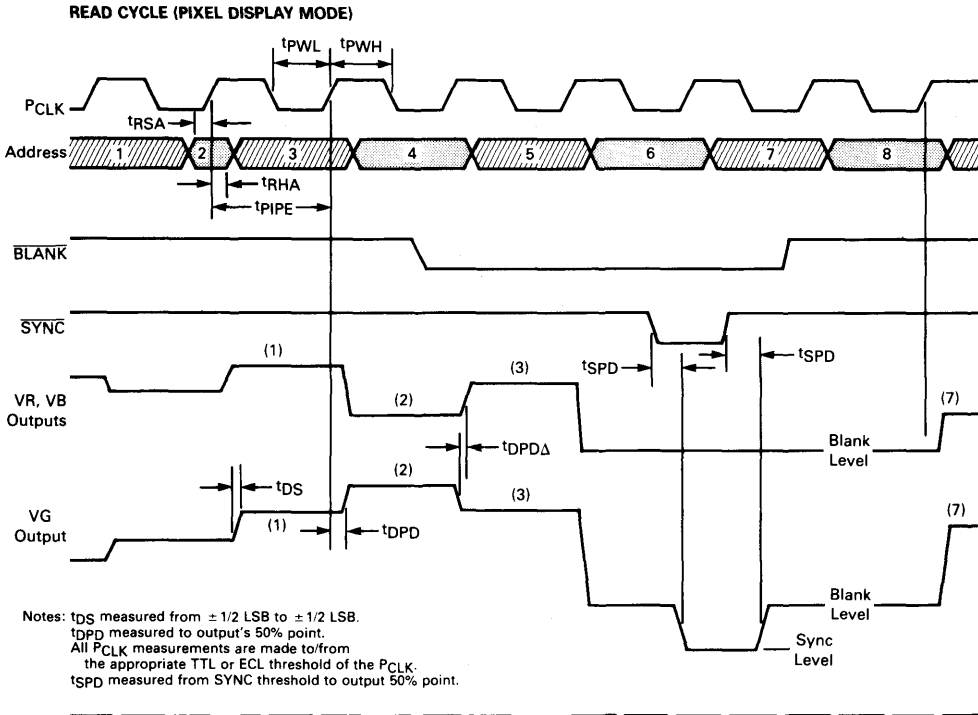 READ CYCLE (PIXEL DISPLAY MODE)
tPWL
tPWH
PCLK
tRSA
Address
1
2
3
4
5
6
7
8
tRHA
tPIPE
BLANK
SYNC
tSPD
tSPD
(1)
(2)
(3)
(7)
VR, VB
Outputs
Blank
Level
tDPDΔ
tDS
(1)
(2)
(3)
(7)
VG
Output
tDPD
Blank
Level
Sync
Level
Notes: tDS measured from ± 1/2 LSB to ± 1/2 LSB.
tDPD measured to output's 50% point.
All PCLK measurements are made to/from
the appropriate TTL or ECL threshold of the PCLK.
tSPD measured from SYNC threshold to output 50% point.